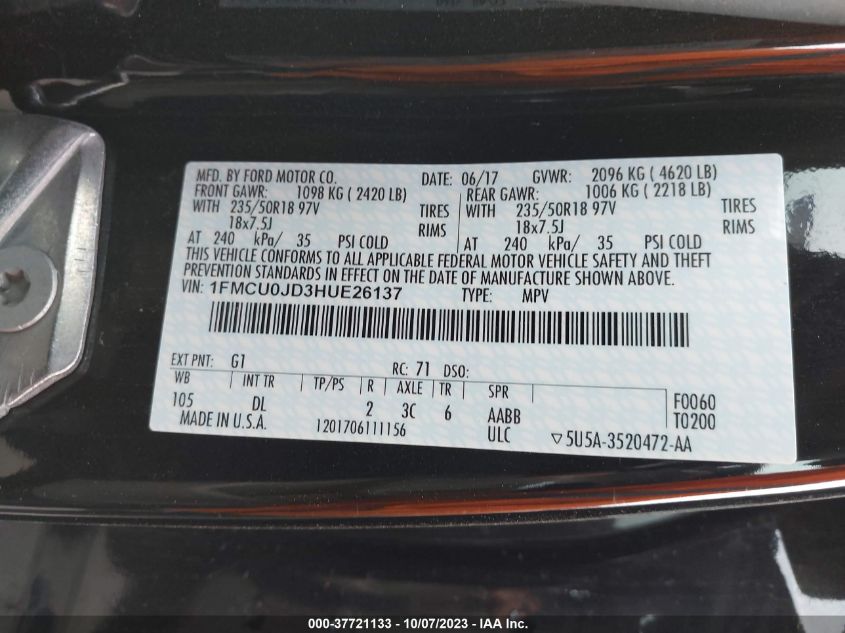 MFD. BY FORD MOTOR CO. DATE: 06/17 GVWR: 2096 KG ( 4620 LB)
FRONT GAWR: 1098 KG ( 2420 LB) REAR GAWR: 1006 KG ( 2218 LB)
WITH 235/50R18 97V TIRES WITH 235/50R18 97V TIRES
18x7.5J RIMS 18x7.5J RIMS
AT 240 kPa/ 35 PSI COLD AT 240 kPa/ 35 PSI COLD
THIS VEHICLE CONFORMS TO ALL APPLICABLE FEDERAL MOTOR VEHICLE SAFETY AND THEFT
PREVENTION STANDARDS IN EFFECT ON THE DATE OF MANUFACTURE SHOWN ABOVE.
VIN: 1FMCU0JD3HUE26137 TYPE: MPV
EXT PNT: G1 RC: 71 DSO:
WB INT TR TP/PS R AXLE TR SPR
105 DL 2 3C 6 AABB F0060
MADE IN U.S.A. 1201706111156 ULC ▽5U5A-3520472-AA T0200
000-37721133 - 10/07/2023 - IAA Inc.